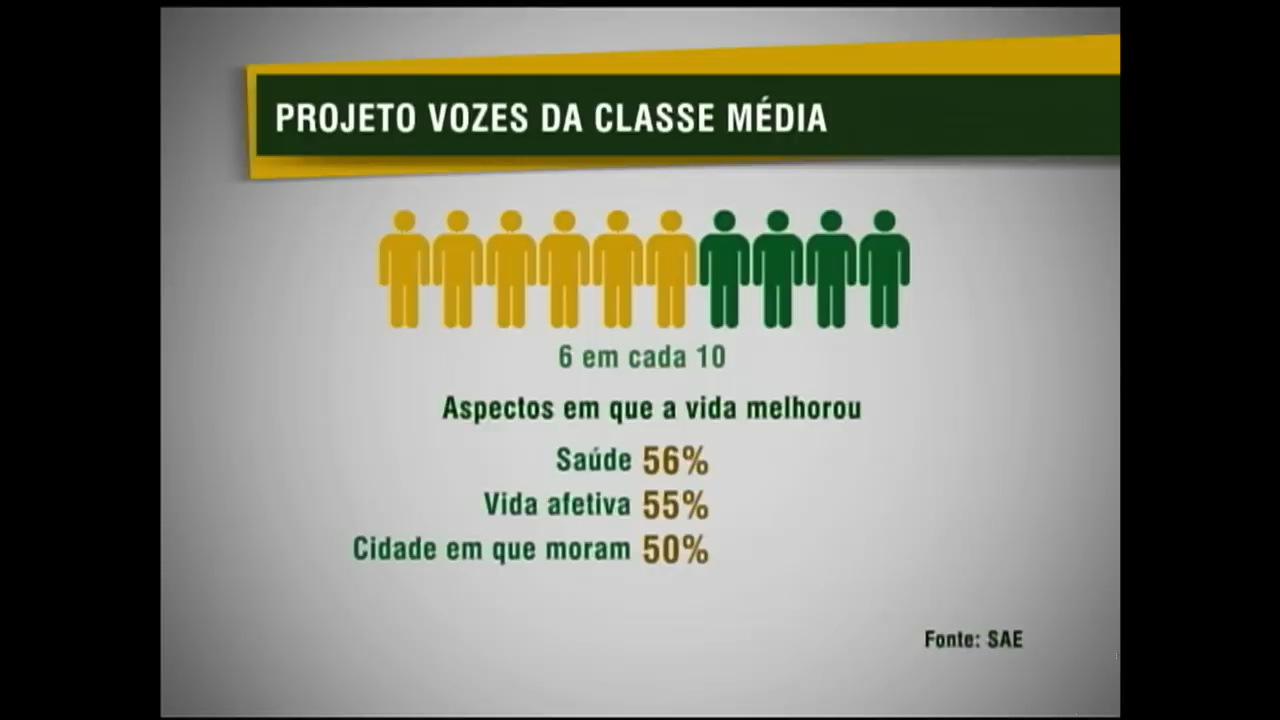 PROJETO VOZES DA CLASSE MÉDIA
6 em cada 10
Aspectos em que a vida melhorou
Saúde 56%
Vida afetiva 55%
Cidade em que moram 50%
Fonte: SAE